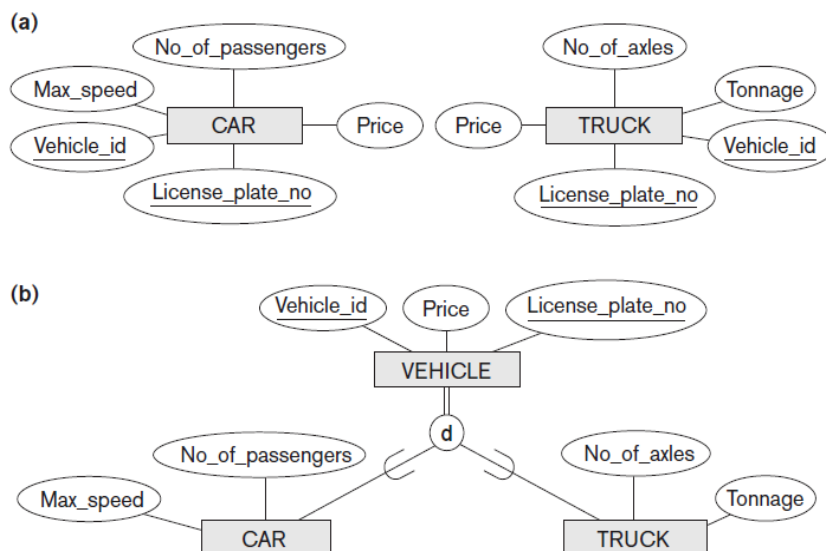 (a)
No_of_passengers
No_of_axles
Max_speed
Tonnage
CAR
Price
Price
TRUCK
Vehicle_id
Vehicle_id
License_plate_no
License_plate_no
(b)
Vehicle_id
Price
License_plate_no
VEHICLE
d
No_of_passengers
No_of_axles
Max_speed
Tonnage
CAR
TRUCK